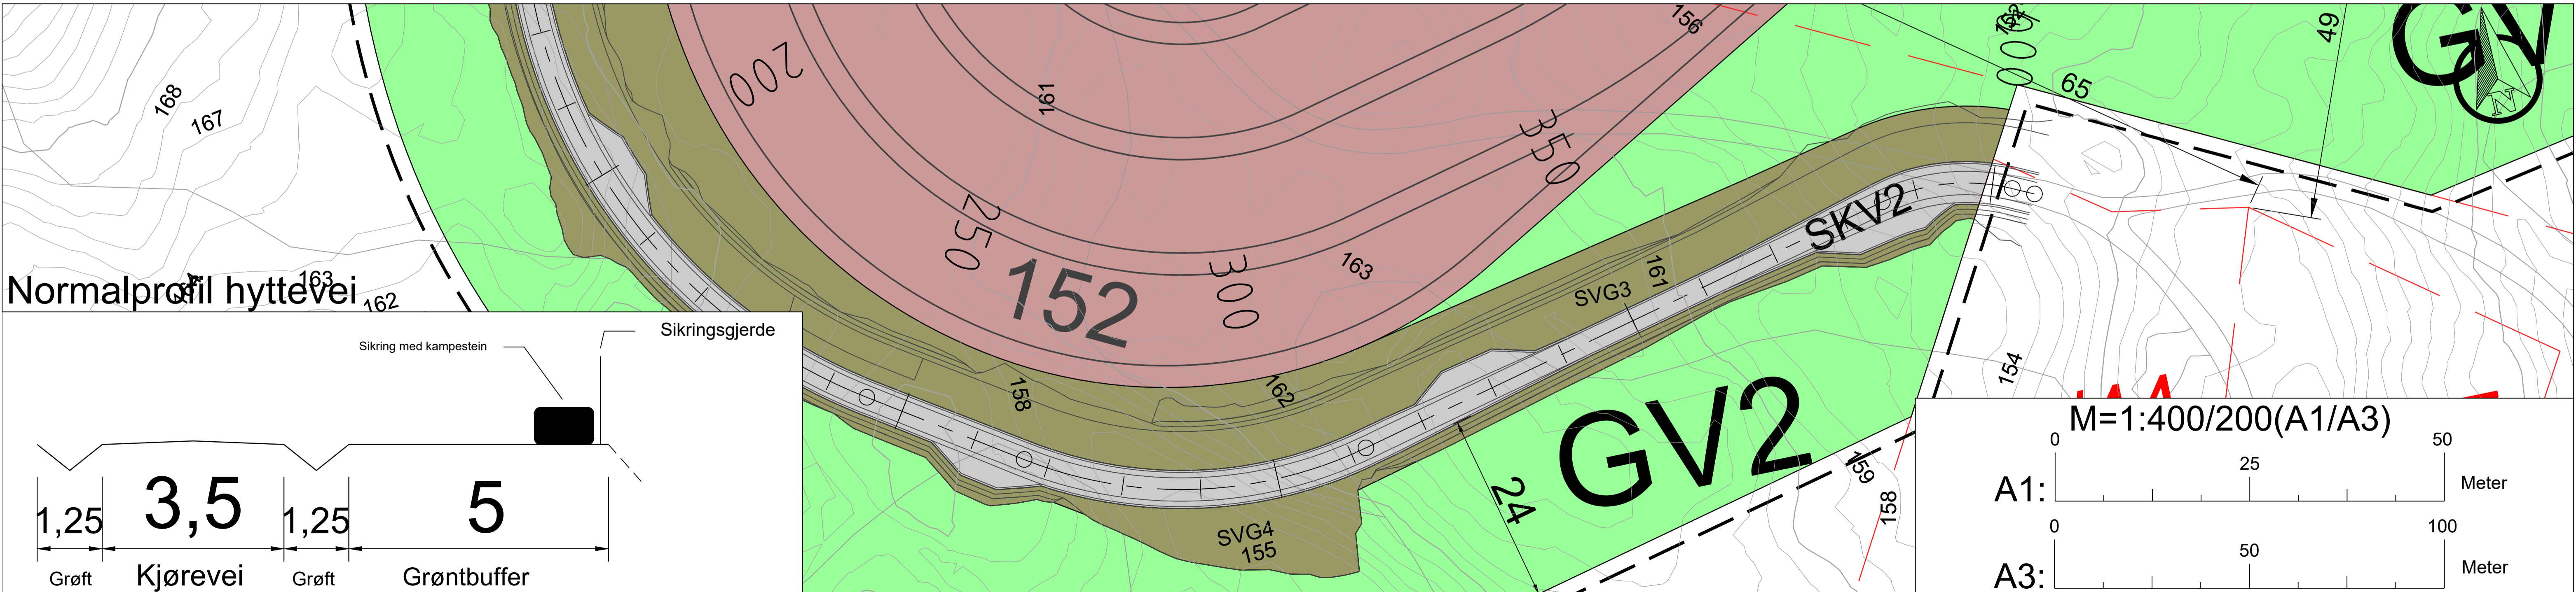 168
167
163
162
Normalprofil hyttevei
Sikringsgjerde
Sikring med kampestein
1,25
3,5
1,25
5
Grøft
Kjørevei
Grøft
Grøntbuffer
200
161
156
350
250
152
300
163
158
162
SVG3
161
SKV2
SVG4
155
24
GV2
159
158
154
152
65
49
GV
N
M=1:400/200(A1/A3)
0
50
25
A1:
Meter
0
100
50
A3:
Meter